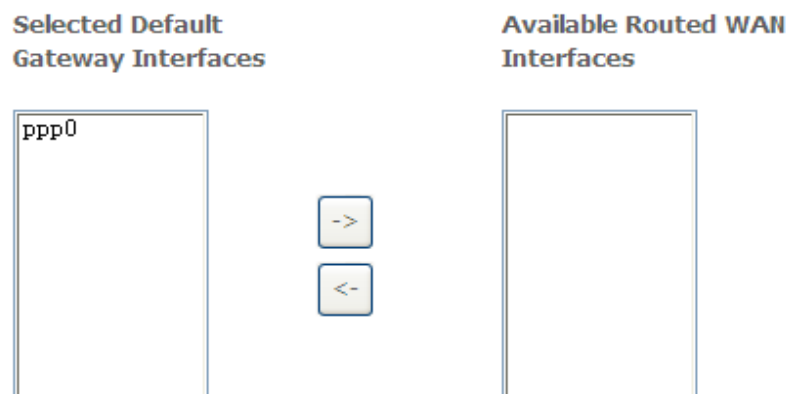 Selected Default
Gateway Interfaces
Available Routed WAN
Interfaces
ppp0
->
<-